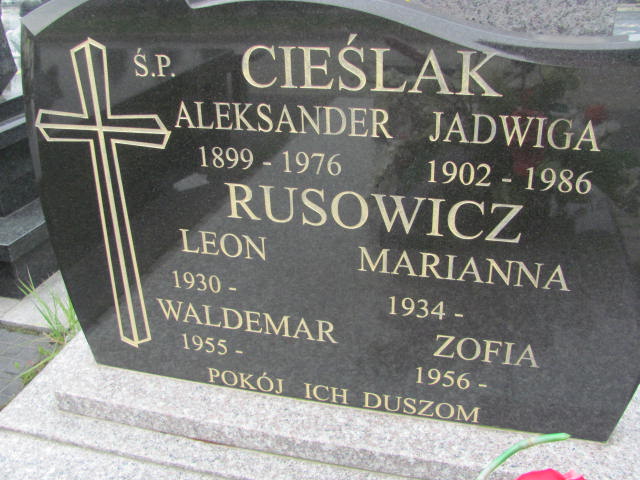 Ś.P. CIEŚLAK
ALEKSANDER JADWIGA
1899 - 1976 1902 - 1986
RUSOWICZ
LEON MARIANNA
1930 - 1934 -
WALDEMAR ZOFIA
1955 - 1956 -
POKÓJ ICH DUSZOM